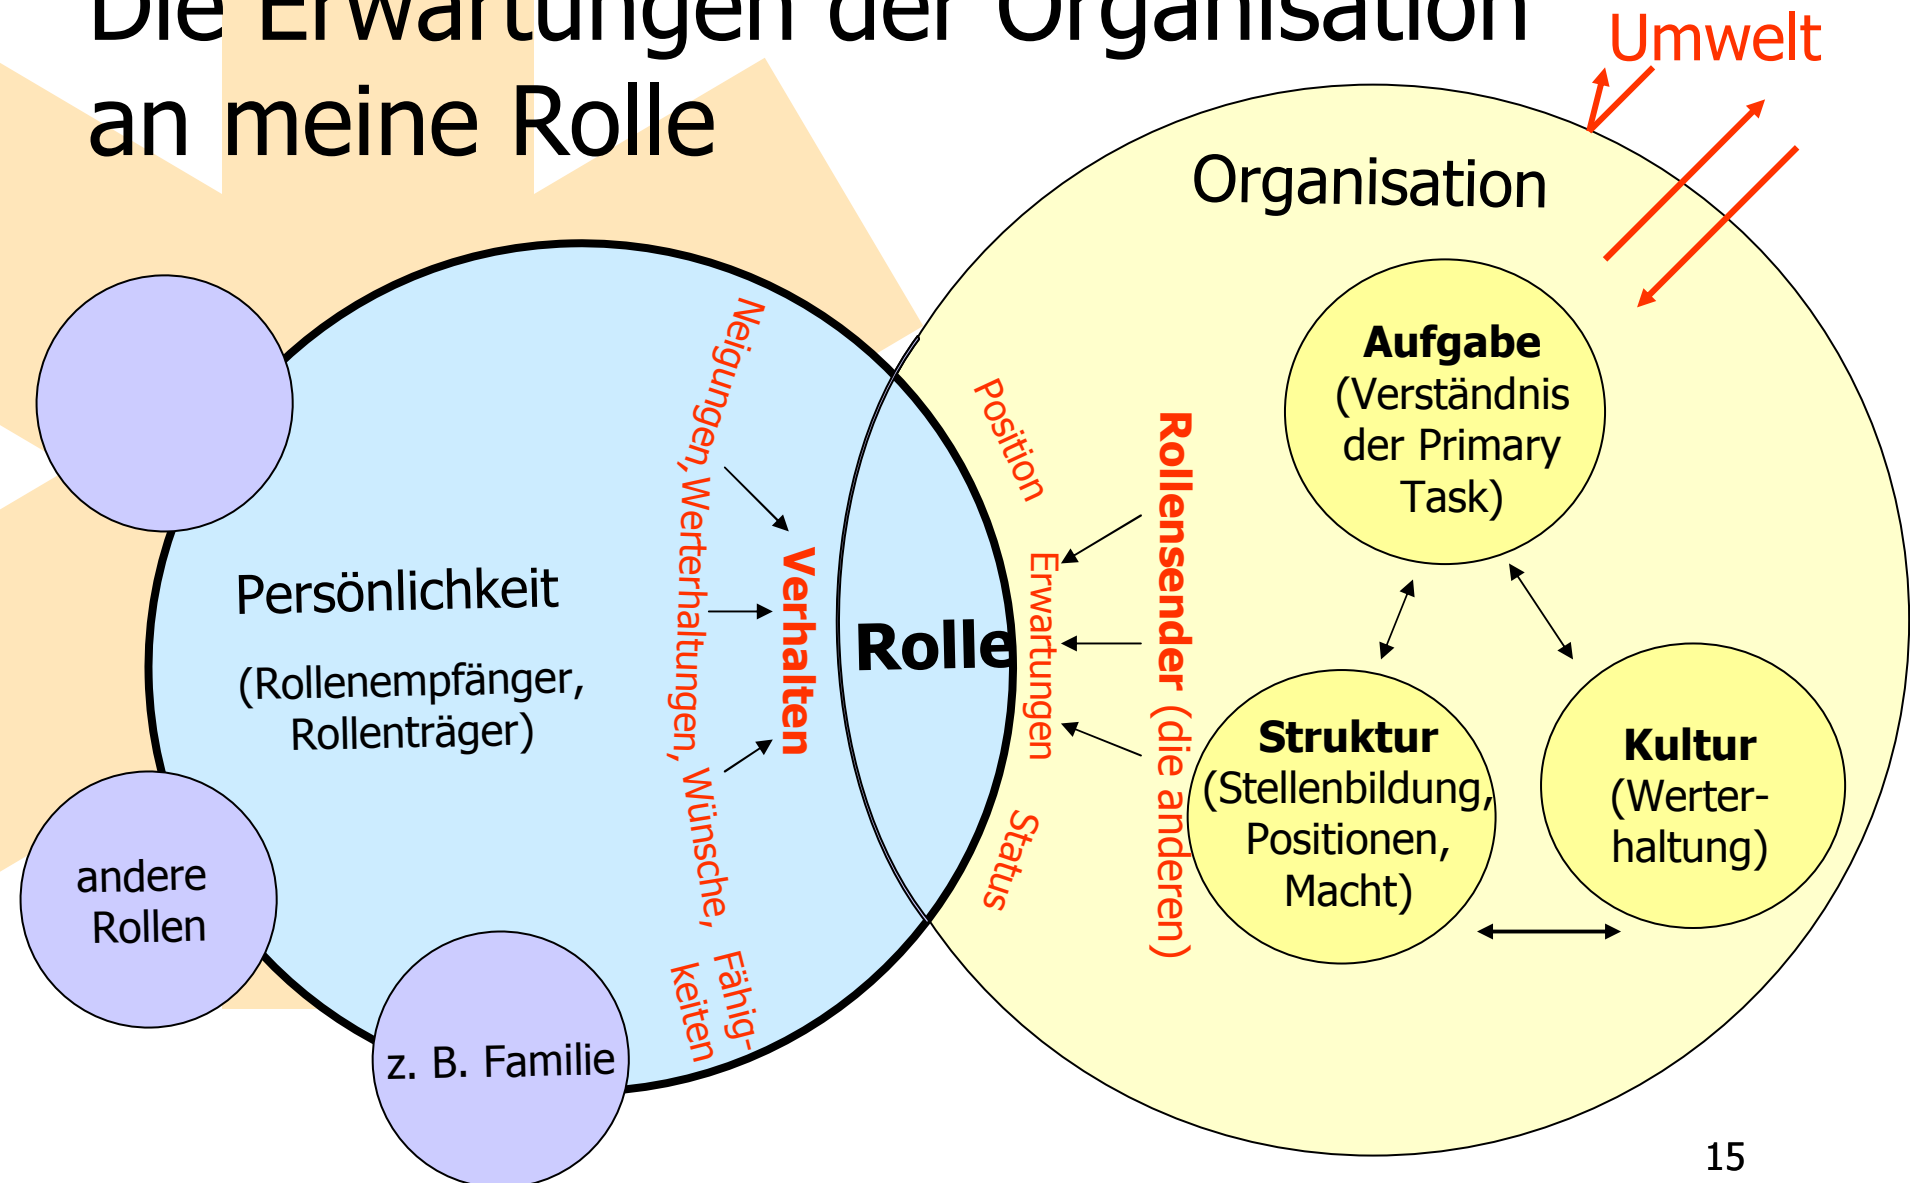 Die Erwartungen der Organisation
an meine Rolle
Umwelt
Organisation
Neigungen, Werterhaltungen, Wünsche, Fähig-
keiten
Verhalten
Persönlichkeit
(Rollenempfänger,
Rollenträger)
andere
Rollen
z. B. Familie
Rolle
Position
Erwartungen
Status
Rollensender (die anderen)
Aufgabe
(Verständnis
der Primary
Task)
Struktur
(Stellenbildung,
Positionen,
Macht)
Kultur
(Werter-
haltung)
15